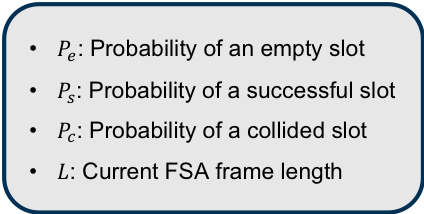 • Pₑ: Probability of an empty slot
• Pₛ: Probability of a successful slot
• P꜀: Probability of a collided slot
• L: Current FSA frame length